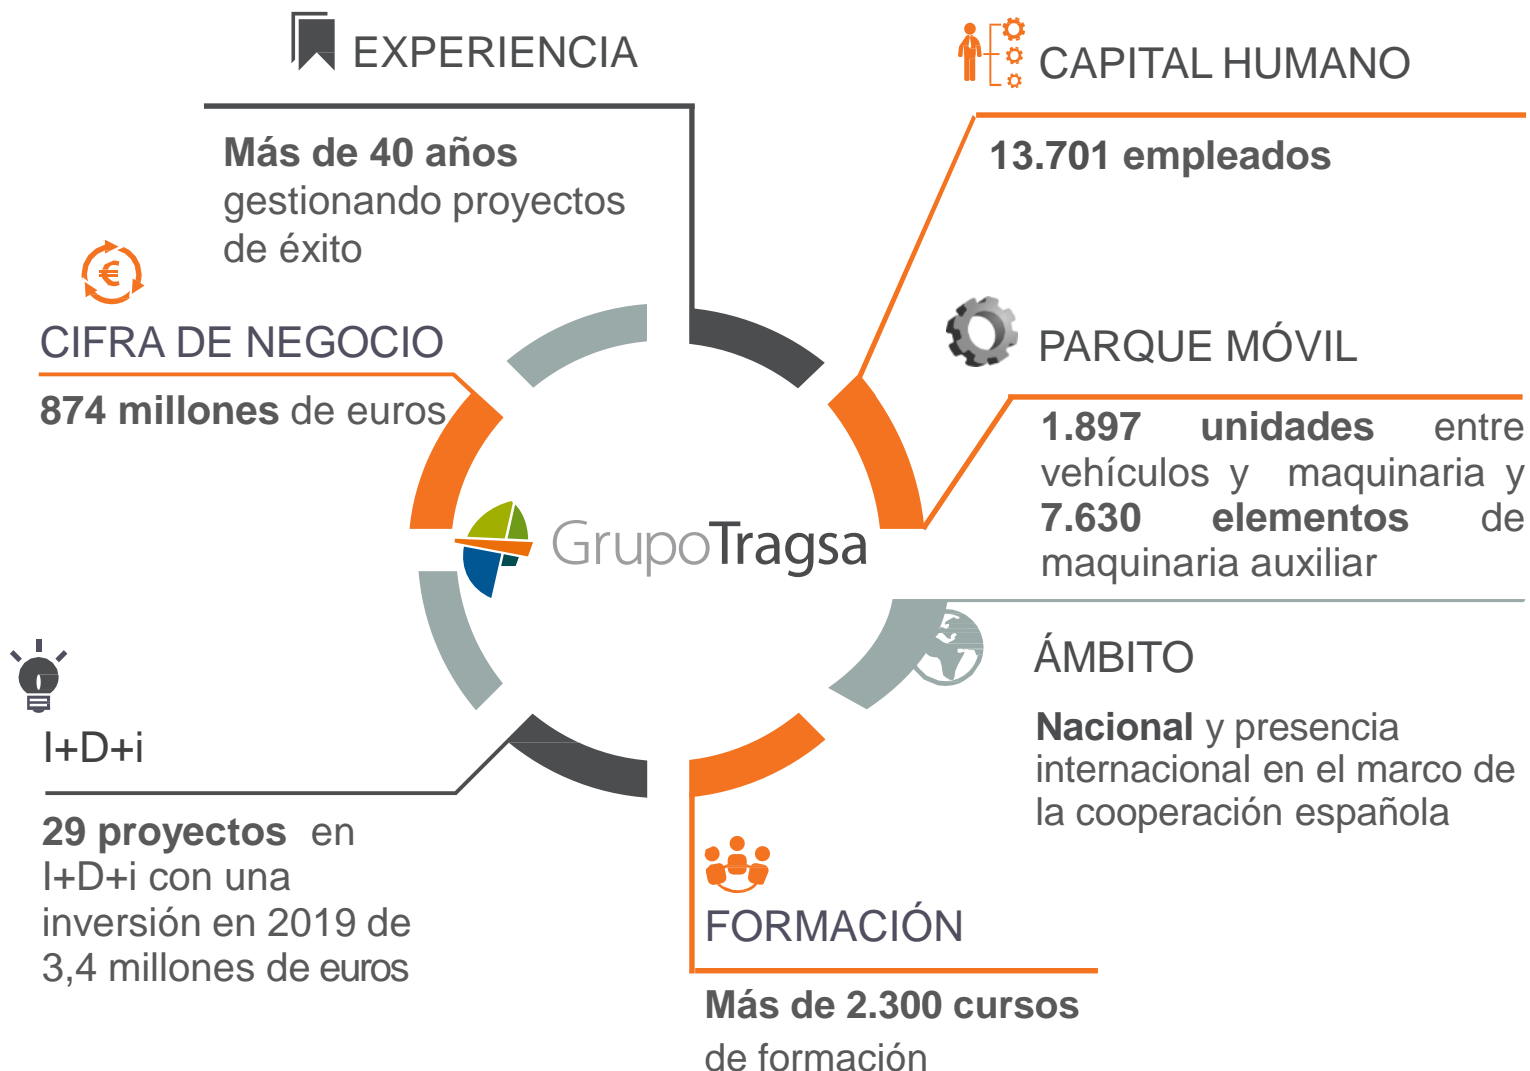 EXPERIENCIA
Más de 40 años
gestionando proyectos
de éxito
CAPITAL HUMANO
13.701 empleados
€
CIFRA DE NEGOCIO
874 millones de euros
PARQUE MÓVIL
1.897 unidades entre
vehículos y maquinaria y
7.630 elementos de
maquinaria auxiliar
GrupoTragsa
ÁMBITO
Nacional y presencia
internacional en el marco de
la cooperación española
I+D+i
29 proyectos en
I+D+i con una
inversión en 2019 de
3,4 millones de euros
FORMACIÓN
Más de 2.300 cursos
de formación